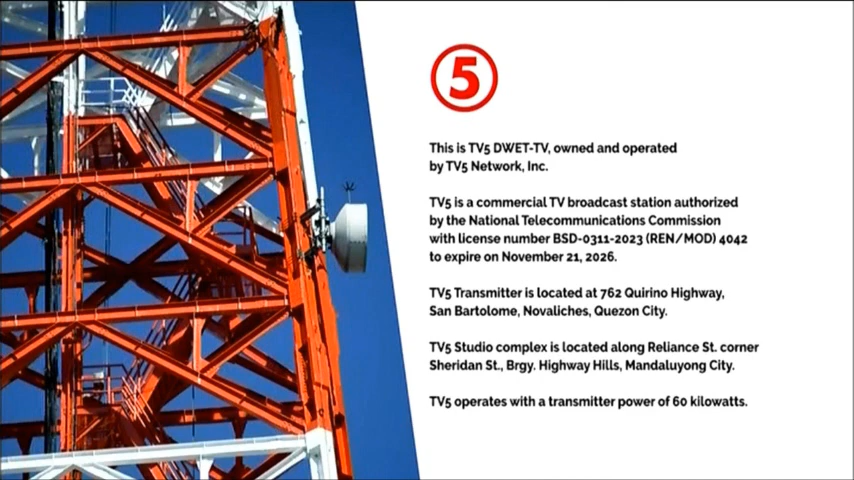 5
This is TV5 DWET-TV, owned and operated
by TV5 Network, Inc.
TV5 is a commercial TV broadcast station authorized
by the National Telecommunications Commission
with license number BSD-0311-2023 (REN/MOD) 4042
to expire on November 21, 2026.
TV5 Transmitter is located at 762 Quirino Highway,
San Bartolome, Novaliches, Quezon City.
TV5 Studio complex is located along Reliance St. corner
Sheridan St., Brgy. Highway Hills, Mandaluyong City.
TV5 operates with a transmitter power of 60 kilowatts.